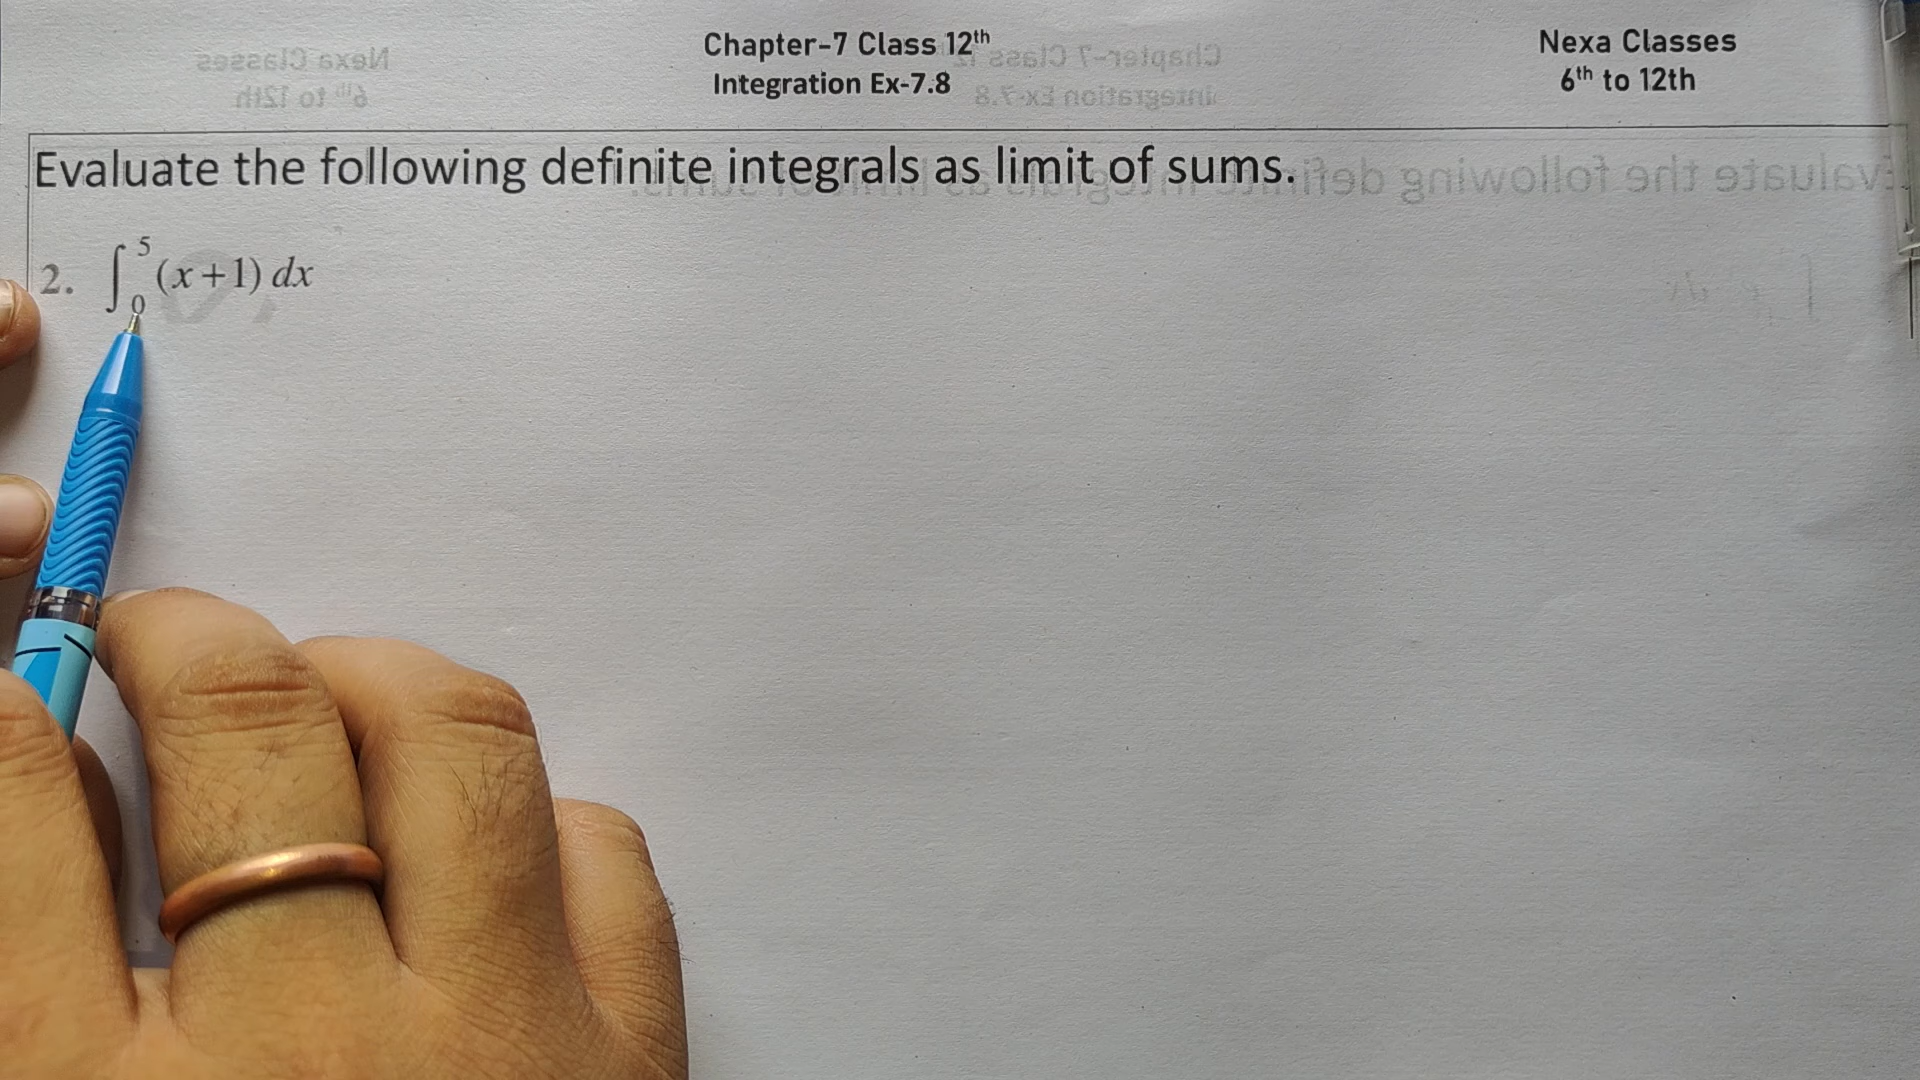 Chapter-7 Class 12th
Integration Ex-7.8
Nexa Classes
6th to 12th
Evaluate the following definite integrals as limit of sums.
2. ∫₀⁵ (x+1) dx